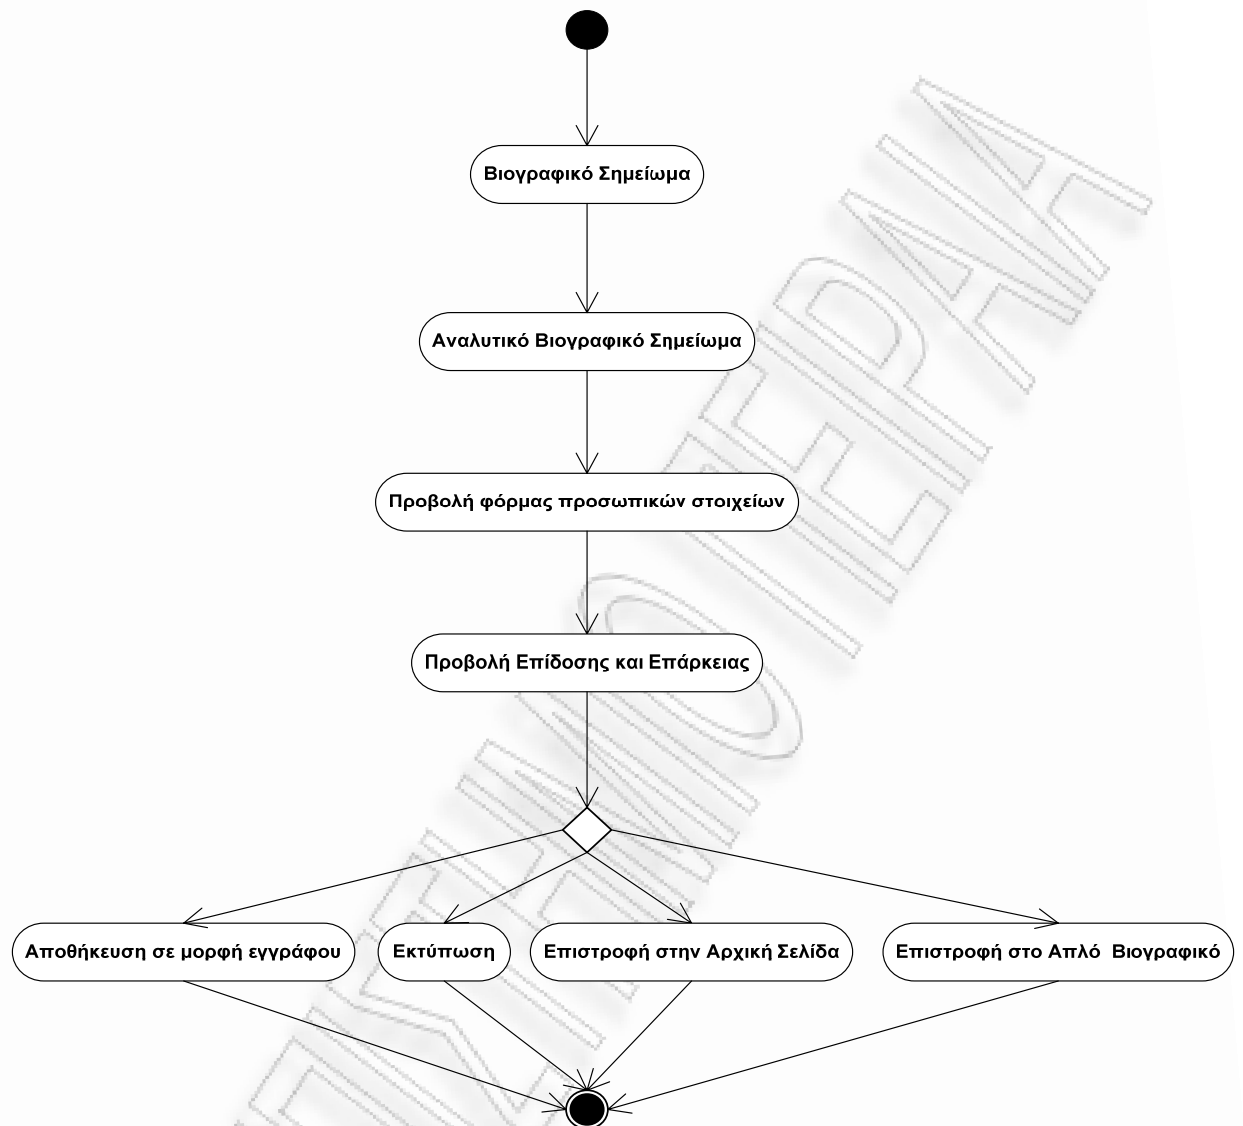 Βιογραφικό Σημείωμα
Αναλυτικό Βιογραφικό Σημείωμα
Προβολή φόρμας προσωπικών στοιχείων
Προβολή Επίδοσης και Επάρκειας
Αποθήκευση σε μορφή εγγράφου
Εκτύπωση
Επιστροφή στην Αρχική Σελίδα
Επιστροφή στο Απλό Βιογραφικό
ΠΕΙΡΑΙΑ